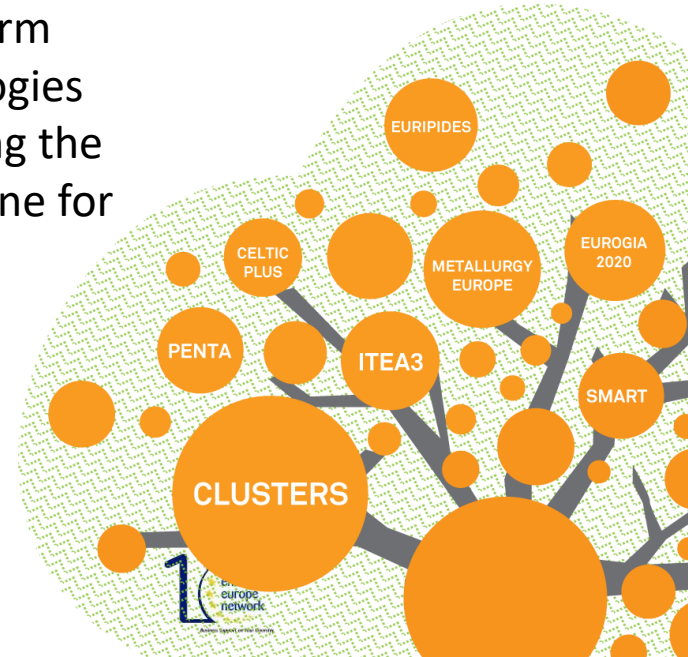 rm
ogies
ng the
ne for
EURIPIDES
CELTIC
PLUS
METALLURGY
EUROPE
EUROGIA
2020
PENTA
ITEA3
SMART
CLUSTERS
europe
network